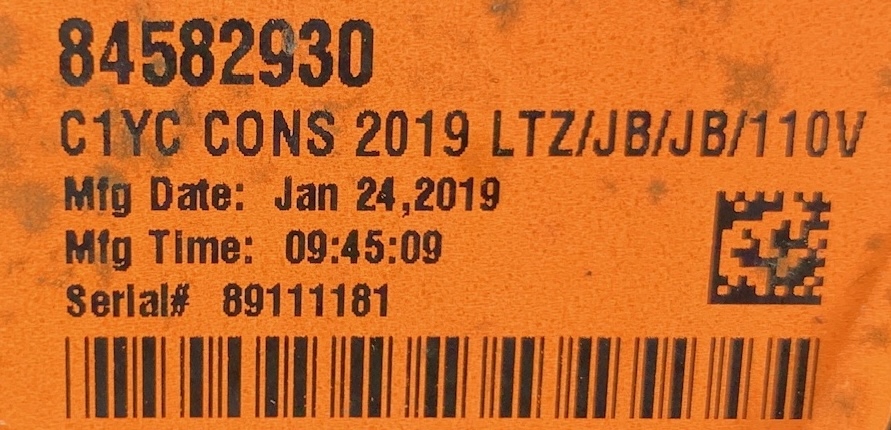 84582930
C1YC CONS 2019 LTZ/JB/JB/110V
Mfg Date: Jan 24,2019
Mfg Time: 09:45:09
Serial# 89111181